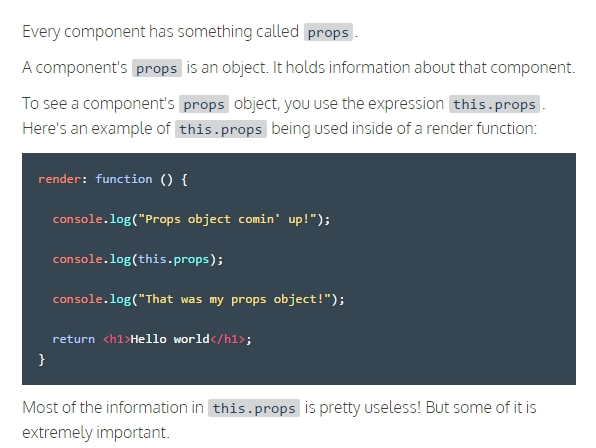 Every component has something called props.
A component's props is an object. It holds information about that component.
To see a component's props object, you use the expression this.props.
Here's an example of this.props being used inside of a render function:
render: function () {
console.log("Props object comin' up!");
console.log(this.props);
console.log("That was my props object!");
return <h1>Hello world</h1>;
}
Most of the information in this.props is pretty useless! But some of it is
extremely important.